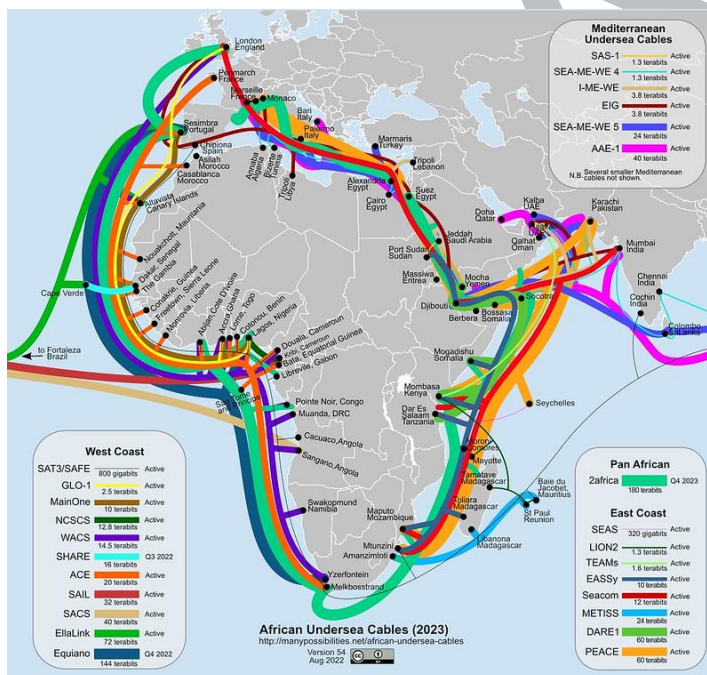 London
England
Penmarch
France
Marseille
France
Monaco
Bari
Italy
Palermo
Italy
Sesimbra
Portugal
Chipiona
Spain
Asilah
Morocco
Casablanca
Morocco
Annaba
Algeria
Bizerte
Tunisia
Tripoli
Libya
Marmaris
Turkey
Tripoli
Lebanon
Alexandria
Egypt
Cairo
Egypt
Suez
Egypt
Altavista
Canary Islands
Nouakchott, Mauritania
Dakar, Senegal
The Gambia
Cape Verde
Conakrie, Guinea
Freetown, Sierra Leone
Monrovia, Liberia
Abijan, Cote D'Ivoire
Accra, Ghana
Lome, Togo
Cotonou, Benin
Lagos, Nigeria
Douala, Cameroon
Kribi, Cameroon
Bata, Equatorial Guinea
Libreville, Gabon
Sao Tome
and Principe
Pointe Noir, Congo
Muanda, DRC
Cacuaco,Angola
Sangano,Angola
Swakopmund
Namibia
Yzerfontein
Melkbosstrand
Jeddah
Saudi Arabia
Port Sudan
Sudan
Massiwa
Eritrea
Mocha
Yemen
Djibouti
Berbera
Bossasa
Somalia
Socotra
Doha
Qatar
Kalba
UAE
Qalhat
Oman
Karachi
Pakistan
Mumbai
India
Chennai
India
Cochin
India
Colombo
Sri Lanka
Mogadishu
Somalia
Mombasa
Kenya
Dar Es
Salaam
Tanzania
Seychelles
Moroni
Comores
Mayotte
Tamatave
Madagascar
Toliara
Madagascar
Libanona
Madagascar
Baie du
Jacobet,
Mauritius
St Paul
Reunion
Maputo
Mozambique
Mtunzini
Amanzimtoti
to Fortaleza
Brazil
Mediterranean
Undersea Cables
SAS-1 Active
1.3 terabits
SEA-ME-WE 4 Active
1.3 terabits
I-ME-WE Active
3.8 terabits
EIG Active
3.8 terabits
SEA-ME-WE 5 Active
24 terabits
AAE-1 Active
40 terabits
N.B. Several smaller Mediterranean
cables not shown.
West Coast
SAT3/SAFE Active
800 gigabits
GLO-1 Active
2.5 terabits
MainOne Active
10 terabits
NCSCS Active
12.8 terabits
WACS Active
14.5 terabits
SHARE Q3 2022
16 terabits
ACE Active
20 terabits
SAIL Active
32 terabits
SACS Active
40 terabits
EllaLink Active
72 terabits
Equiano Q4 2022
144 terabits
Pan African
2africa Q4 2023
180 terabits
East Coast
SEAS Active
320 gigabits
LION2 Active
1.3 terabits
TEAMs Active
1.6 terabits
EASSy Active
10 terabits
Seacom Active
12 terabits
METISS Active
24 terabits
DARE1 Active
60 terabits
PEACE Active
60 terabits
African Undersea Cables (2023)
http://manypossibilities.net/african-undersea-cables
Version 54
Aug 2022